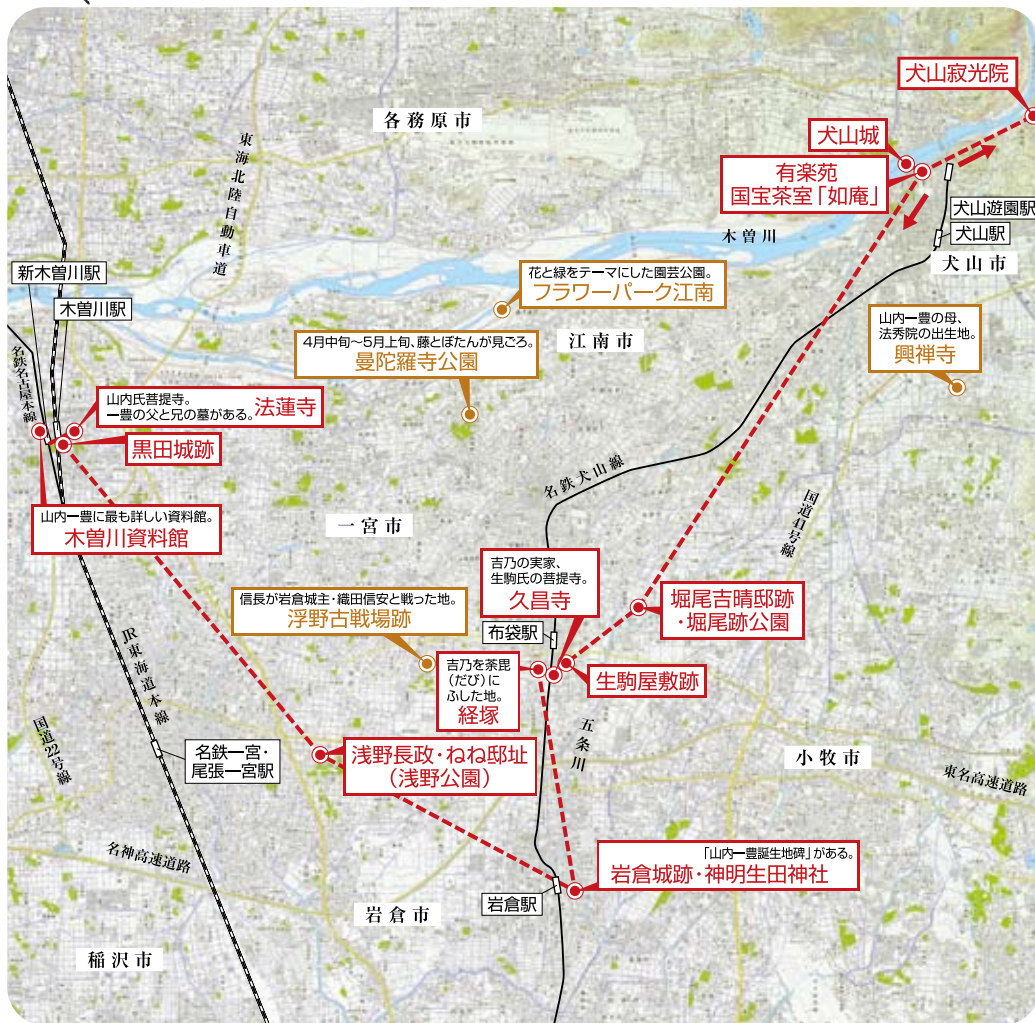 犬山寂光院
各務原市
犬山城
有楽苑
国宝茶室「如庵」
東海北陸自動車道
犬山遊園駅
木曽川
犬山駅
犬山市
新木曽川駅
花と緑をテーマにした園芸公園。
フラワーパーク江南
木曽川駅
山内一豊の母、
法秀院の出生地。
興禅寺
4月中旬〜5月上旬、藤とぼたんが見ごろ。
曼陀羅寺公園
江南市
名鉄名古屋本線
山内氏菩提寺。
一豊の父と兄の墓がある。法蓮寺
黒田城跡
名鉄犬山線
国道41号線
山内一豊に最も詳しい資料館。
木曽川資料館
一宮市
吉乃の実家、
生駒氏の菩提寺。
久昌寺
信長が岩倉城主・織田信安と戦った地。
浮野古戦場跡
堀尾吉晴邸跡
・堀尾跡公園
布袋駅
吉乃を荼毘
(だび)に
ふした地。
経塚
生駒屋敷跡
JR東海道本線
国道22号線
五条川
名鉄一宮・
尾張一宮駅
浅野長政・ねね邸址
(浅野公園)
小牧市
東名高速道路
名神高速道路
「山内一豊誕生地碑」がある。
岩倉城跡・神明生田神社
岩倉駅
岩倉市
稲沢市